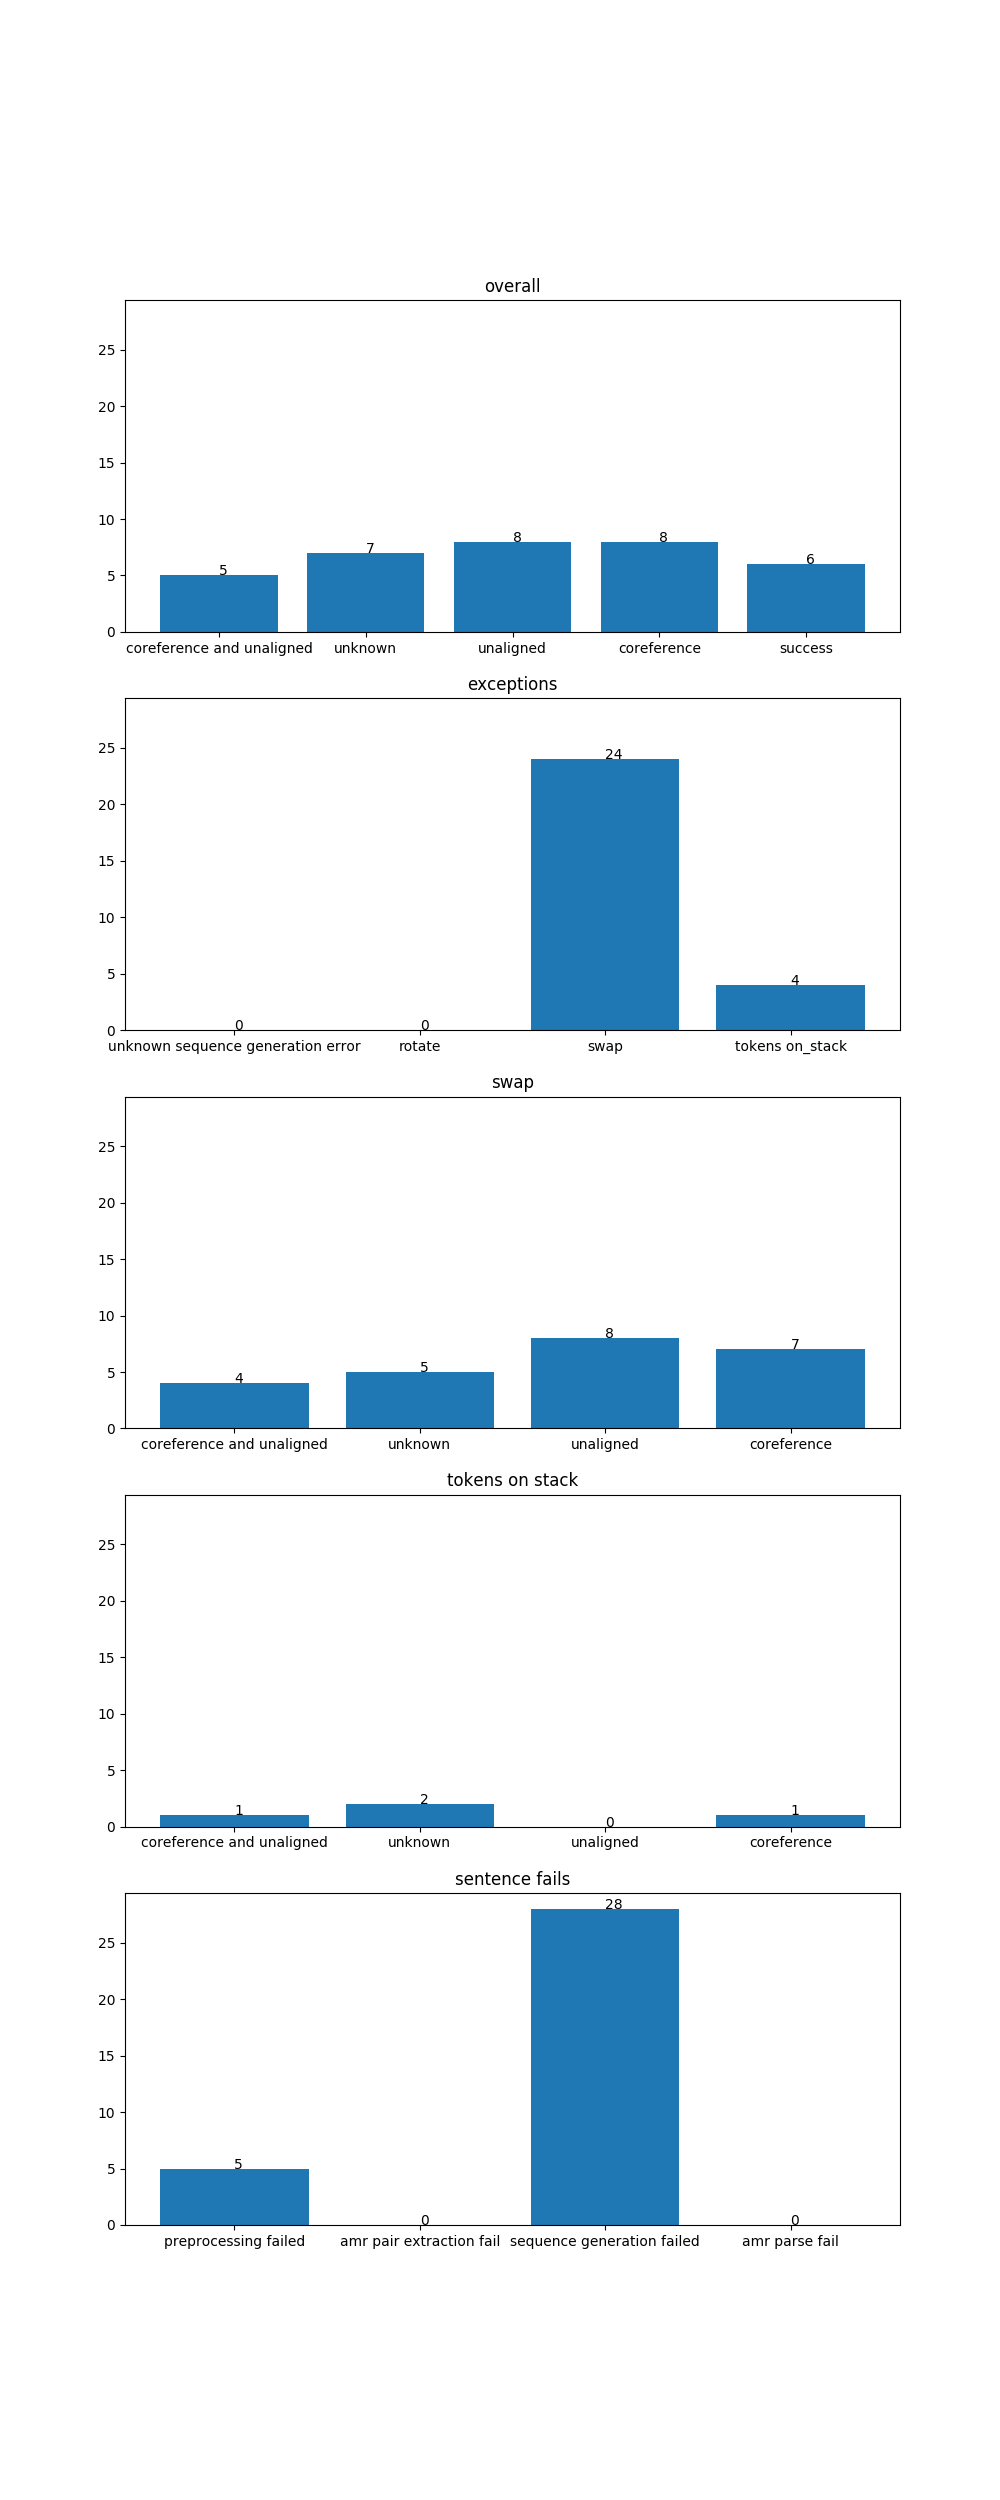 overall
25
20
15
10
5
0
5 7 8 8 6
coreference and unaligned unknown unaligned coreference success
exceptions
25
20
15
10
5
0
0 0 24 4
unknown sequence generation error rotate swap tokens on_stack
swap
25
20
15
10
5
0
4 5 8 7
coreference and unaligned unknown unaligned coreference
tokens on stack
25
20
15
10
5
0
1 2 0 1
coreference and unaligned unknown unaligned coreference
sentence fails
25
20
15
10
5
0
5 0 28 0
preprocessing failed amr pair extraction fail sequence generation failed amr parse fail